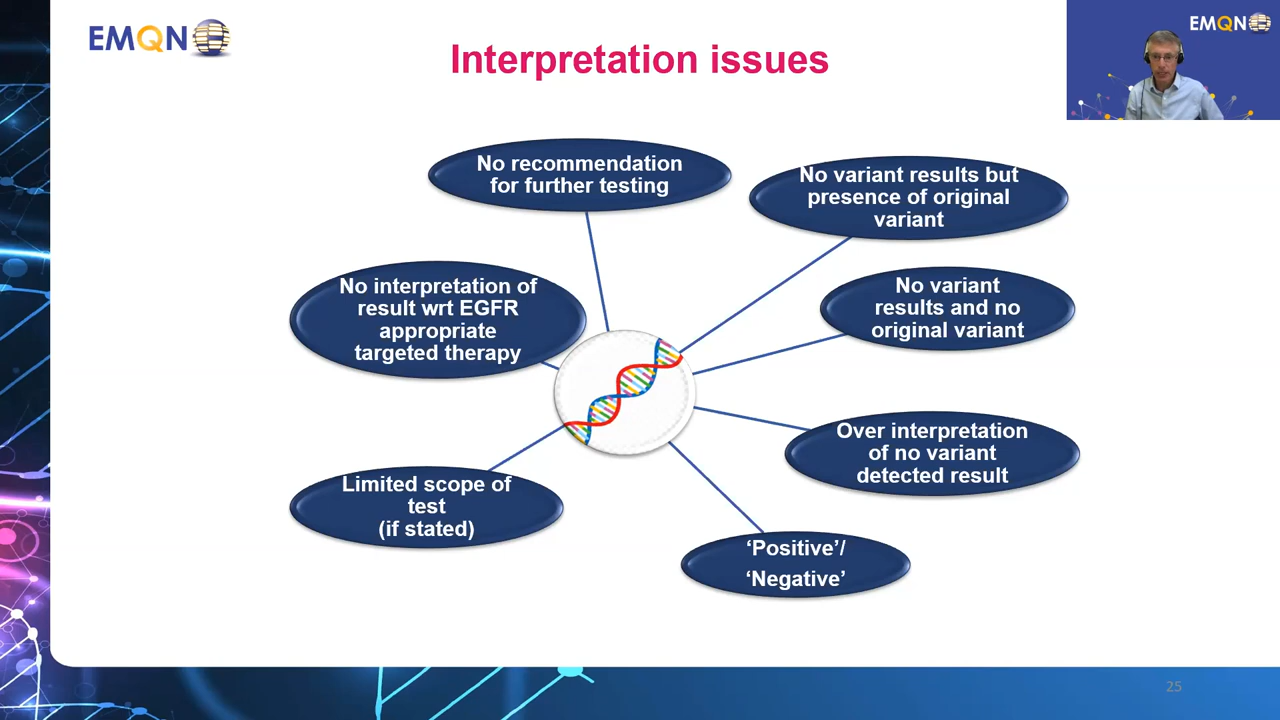 EMQN
EMQN
Interpretation issues
No recommendation
for further testing
No variant results but
presence of original
variant
No interpretation of
result wrt EGFR
appropriate
targeted therapy
No variant
results and no
original variant
Over interpretation
of no variant
detected result
Limited scope of
test
(if stated)
‘Positive’/
‘Negative’
25